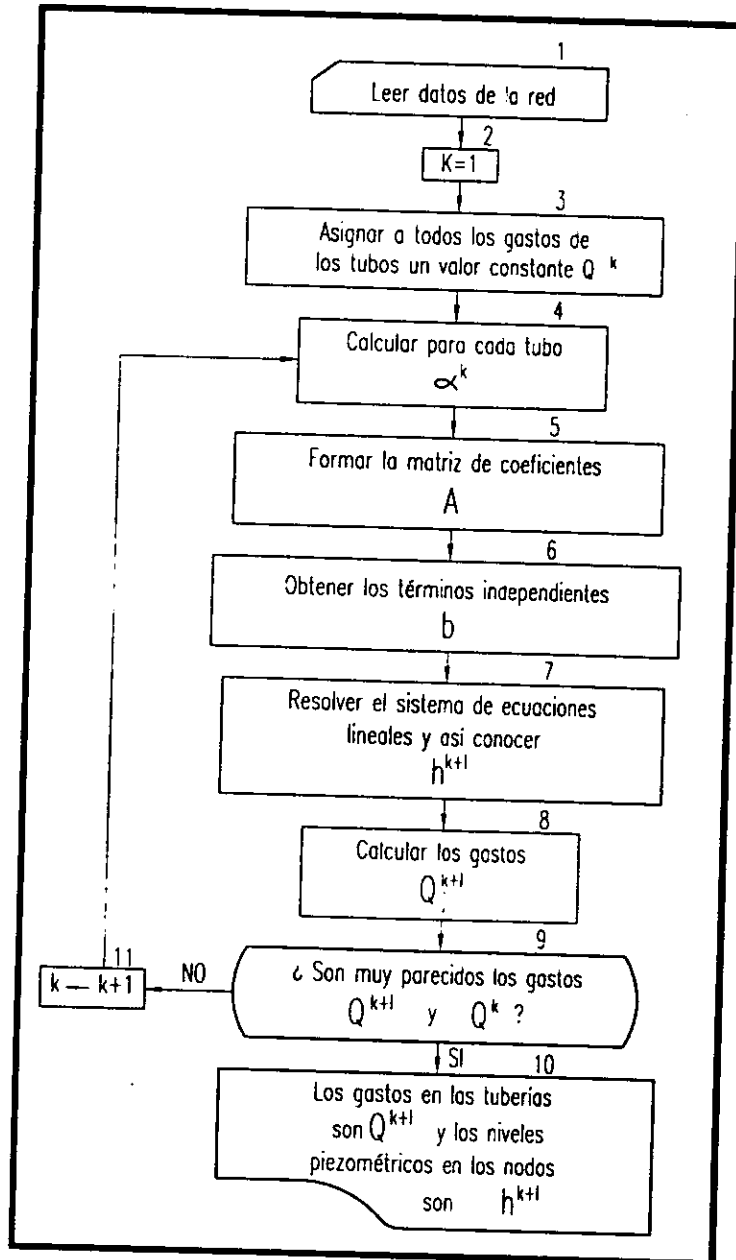 1
Leer datos de la red
2
K=1
3
Asignar a todos los gastos de
los tubos un valor constante Q k
4
Calcular para cada tubo
αk
5
Formar la matriz de coeficientes
A
6
Obtener los términos independientes
b
7
Resolver el sistema de ecuaciones
lineales y asi conocer
hk+1
8
Calcular los gastos
Qk+1
9
¿ Son muy parecidos los gastos
Qk+1 y Qk ?
NO
11
k — k+1
SI
10
Los gastos en las tuberías
son Qk+1 y los niveles
piezométricos en los nodos
son hk+1